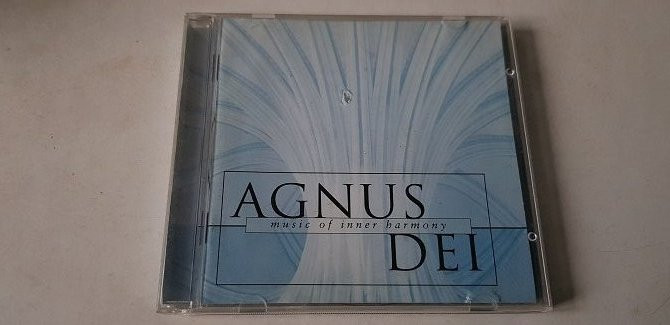 AGNUS
music of inner harmony
DEI